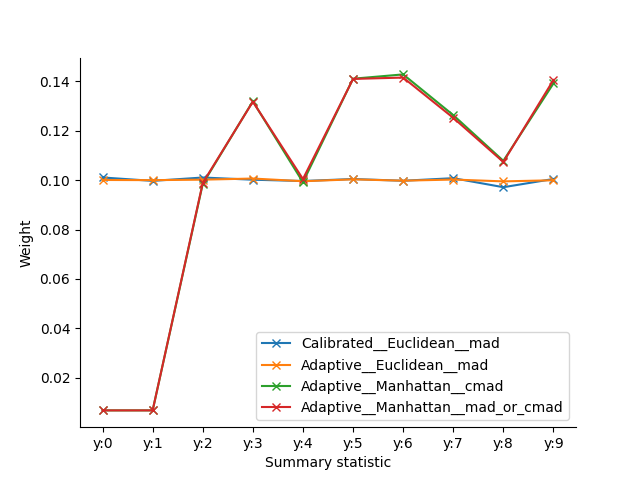 0.14
0.12
0.10
0.08
0.06
0.04
0.02
Weight
Calibrated__Euclidean__mad
Adaptive__Euclidean__mad
Adaptive__Manhattan__cmad
Adaptive__Manhattan__mad_or_cmad
y:0 y:1 y:2 y:3 y:4 y:5 y:6 y:7 y:8 y:9
Summary statistic